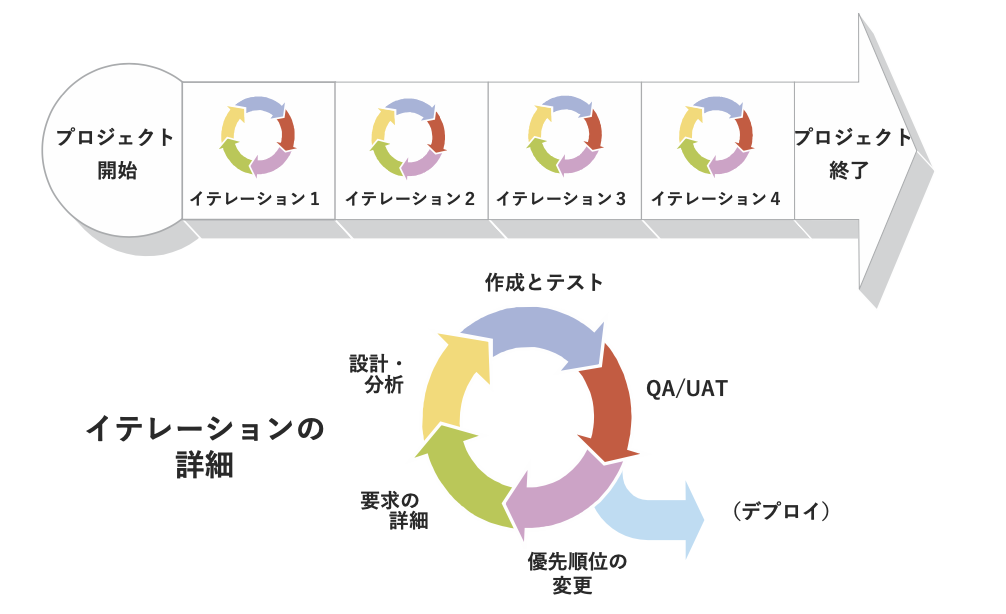 プロジェクト
開始
イテレーション 1
イテレーション 2
イテレーション 3
イテレーション 4
プロジェクト
終了
作成とテスト
設計・
分析
QA/UAT
イテレーションの
詳細
要求の
詳細
（デプロイ）
優先順位の
変更